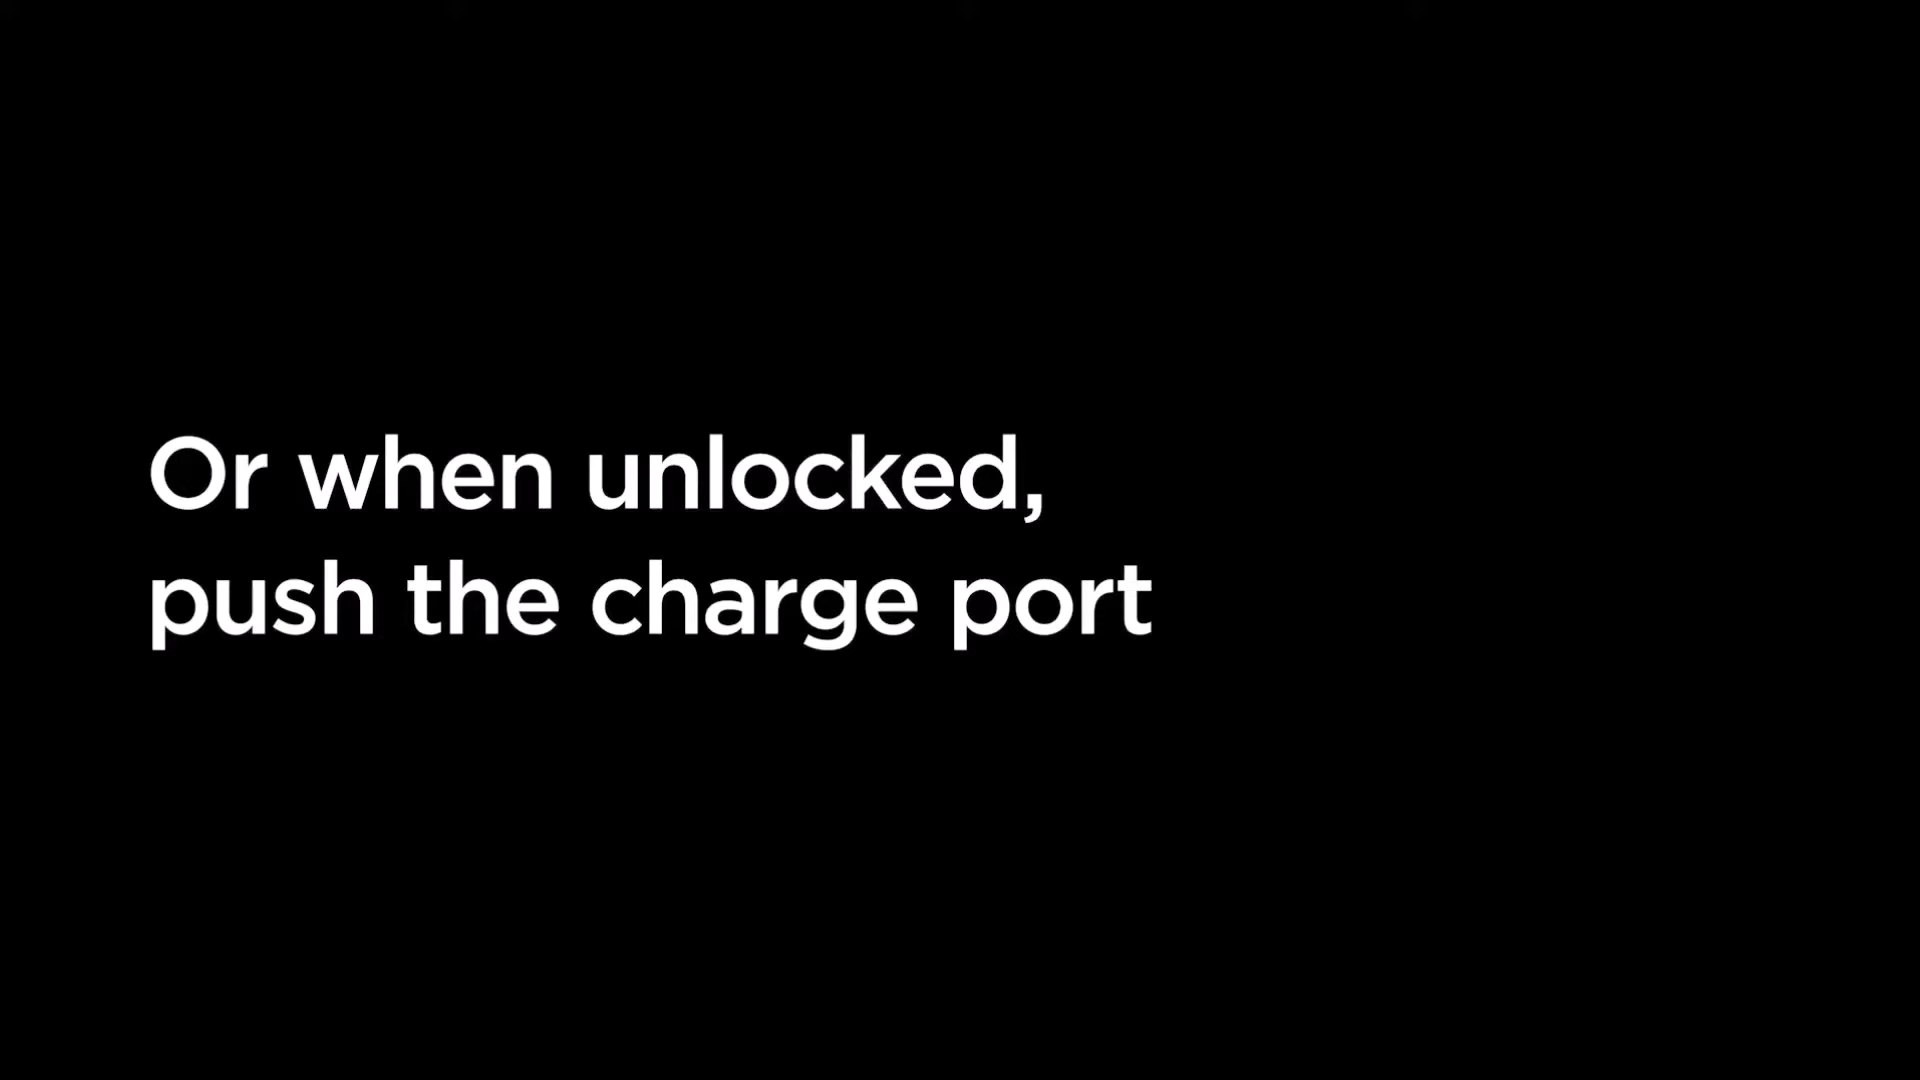 Or when unlocked,
push the charge port